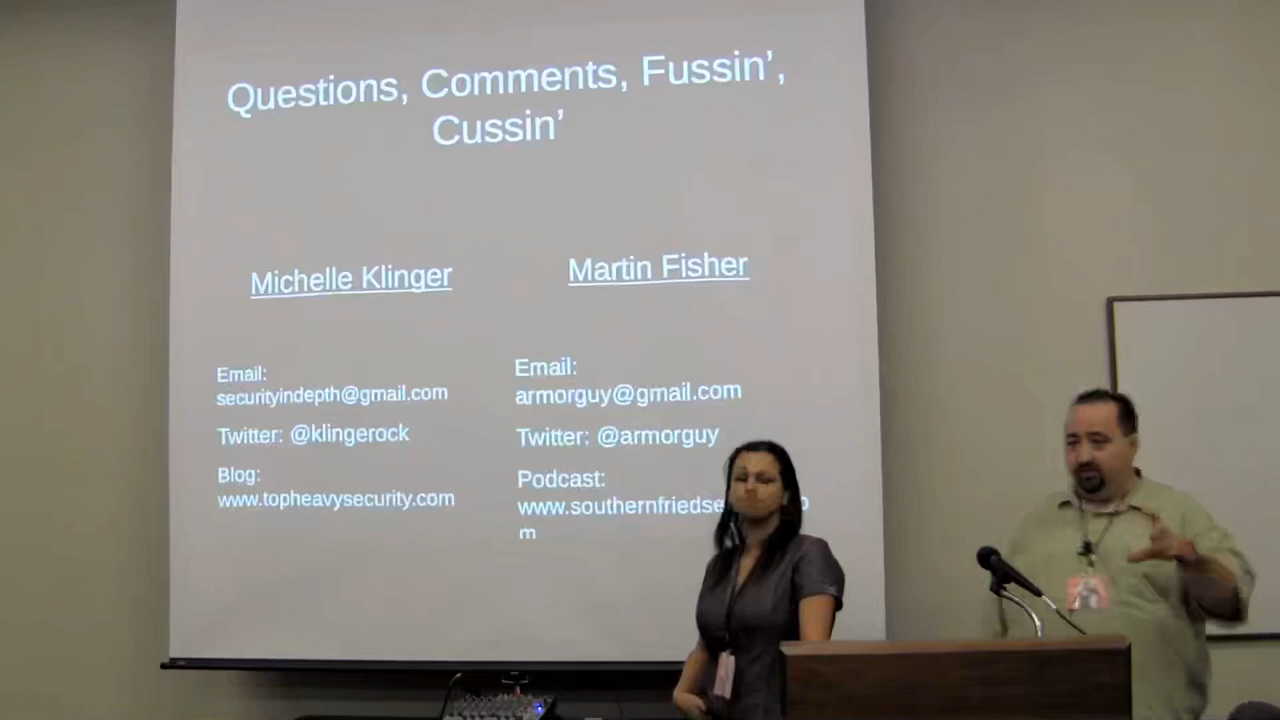 Questions, Comments, Fussin’,
Cussin’
Michelle Klinger
Email:
securityindepth@gmail.com
Twitter: @klingerock
Blog:
www.topheavysecurity.com
Martin Fisher
Email:
armorguy@gmail.com
Twitter: @armorguy
Podcast: